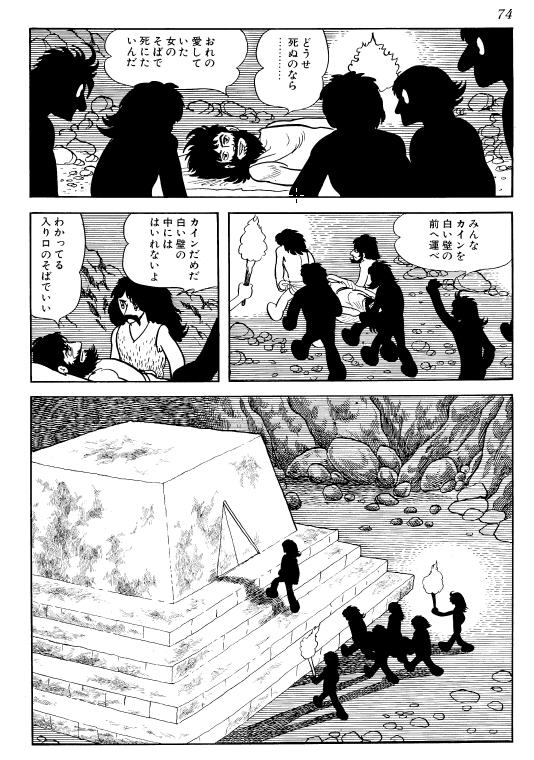 74
どうせ
死ぬのなら
………
おれの
愛して
いた
女の
そばで
死にた
いんだ
みんな
カインを
白い壁の
前へ運べ
カインだめだ
白い壁の
中には
はいれないよ
わかってる
入り口のそばでいい